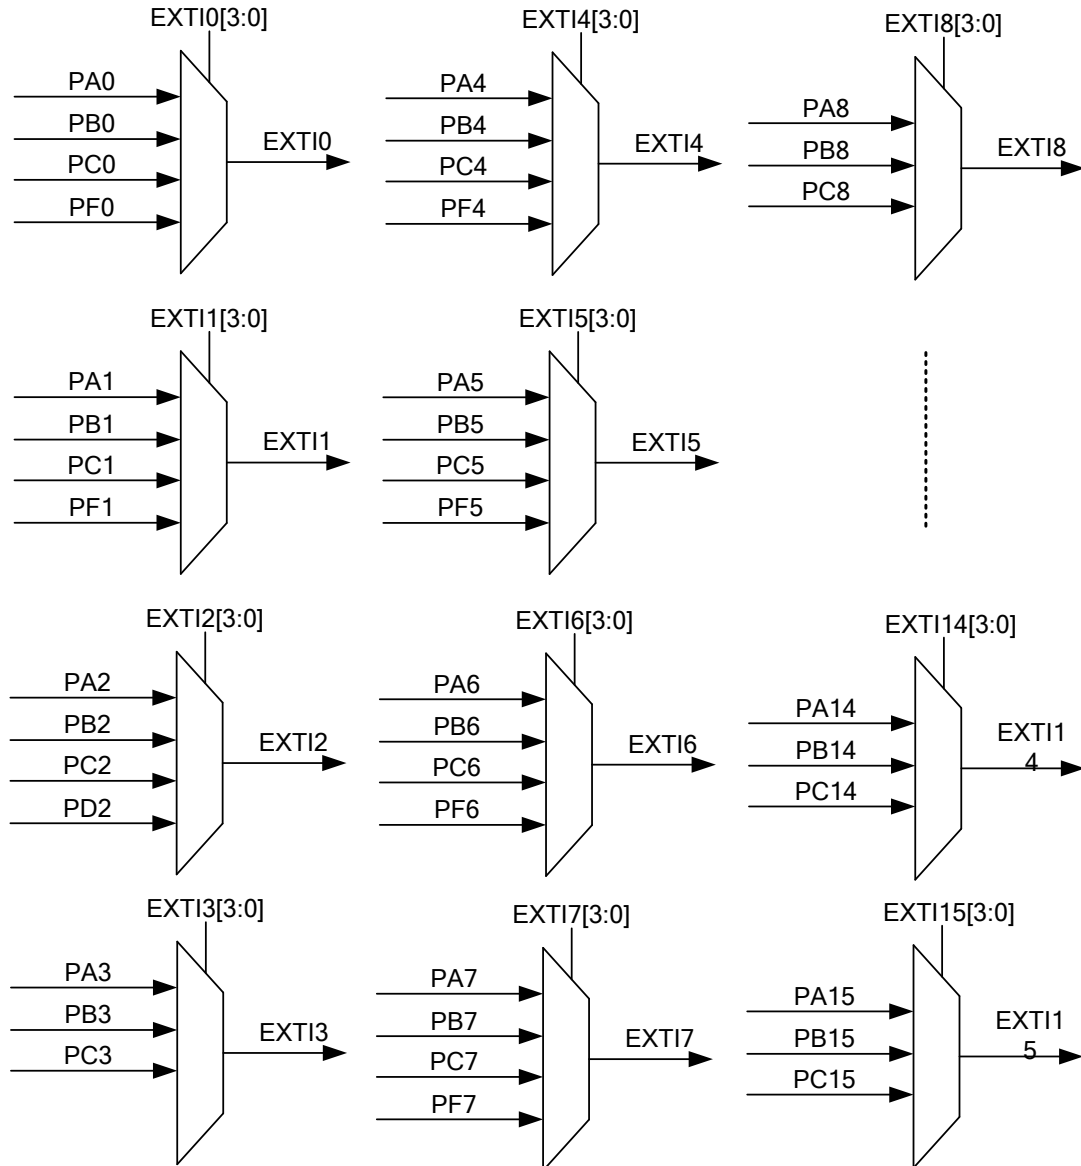 EXTI0[3:0]
PA0
PB0
PC0
PF0
EXTI0
EXTI4[3:0]
PA4
PB4
PC4
PF4
EXTI4
EXTI8[3:0]
PA8
PB8
PC8
EXTI8
EXTI1[3:0]
PA1
PB1
PC1
PF1
EXTI1
EXTI5[3:0]
PA5
PB5
PC5
PF5
EXTI5
EXTI2[3:0]
PA2
PB2
PC2
PD2
EXTI2
EXTI6[3:0]
PA6
PB6
PC6
PF6
EXTI6
EXTI14[3:0]
PA14
PB14
PC14
EXTI1
4
EXTI3[3:0]
PA3
PB3
PC3
EXTI3
EXTI7[3:0]
PA7
PB7
PC7
PF7
EXTI7
EXTI15[3:0]
PA15
PB15
PC15
EXTI1
5